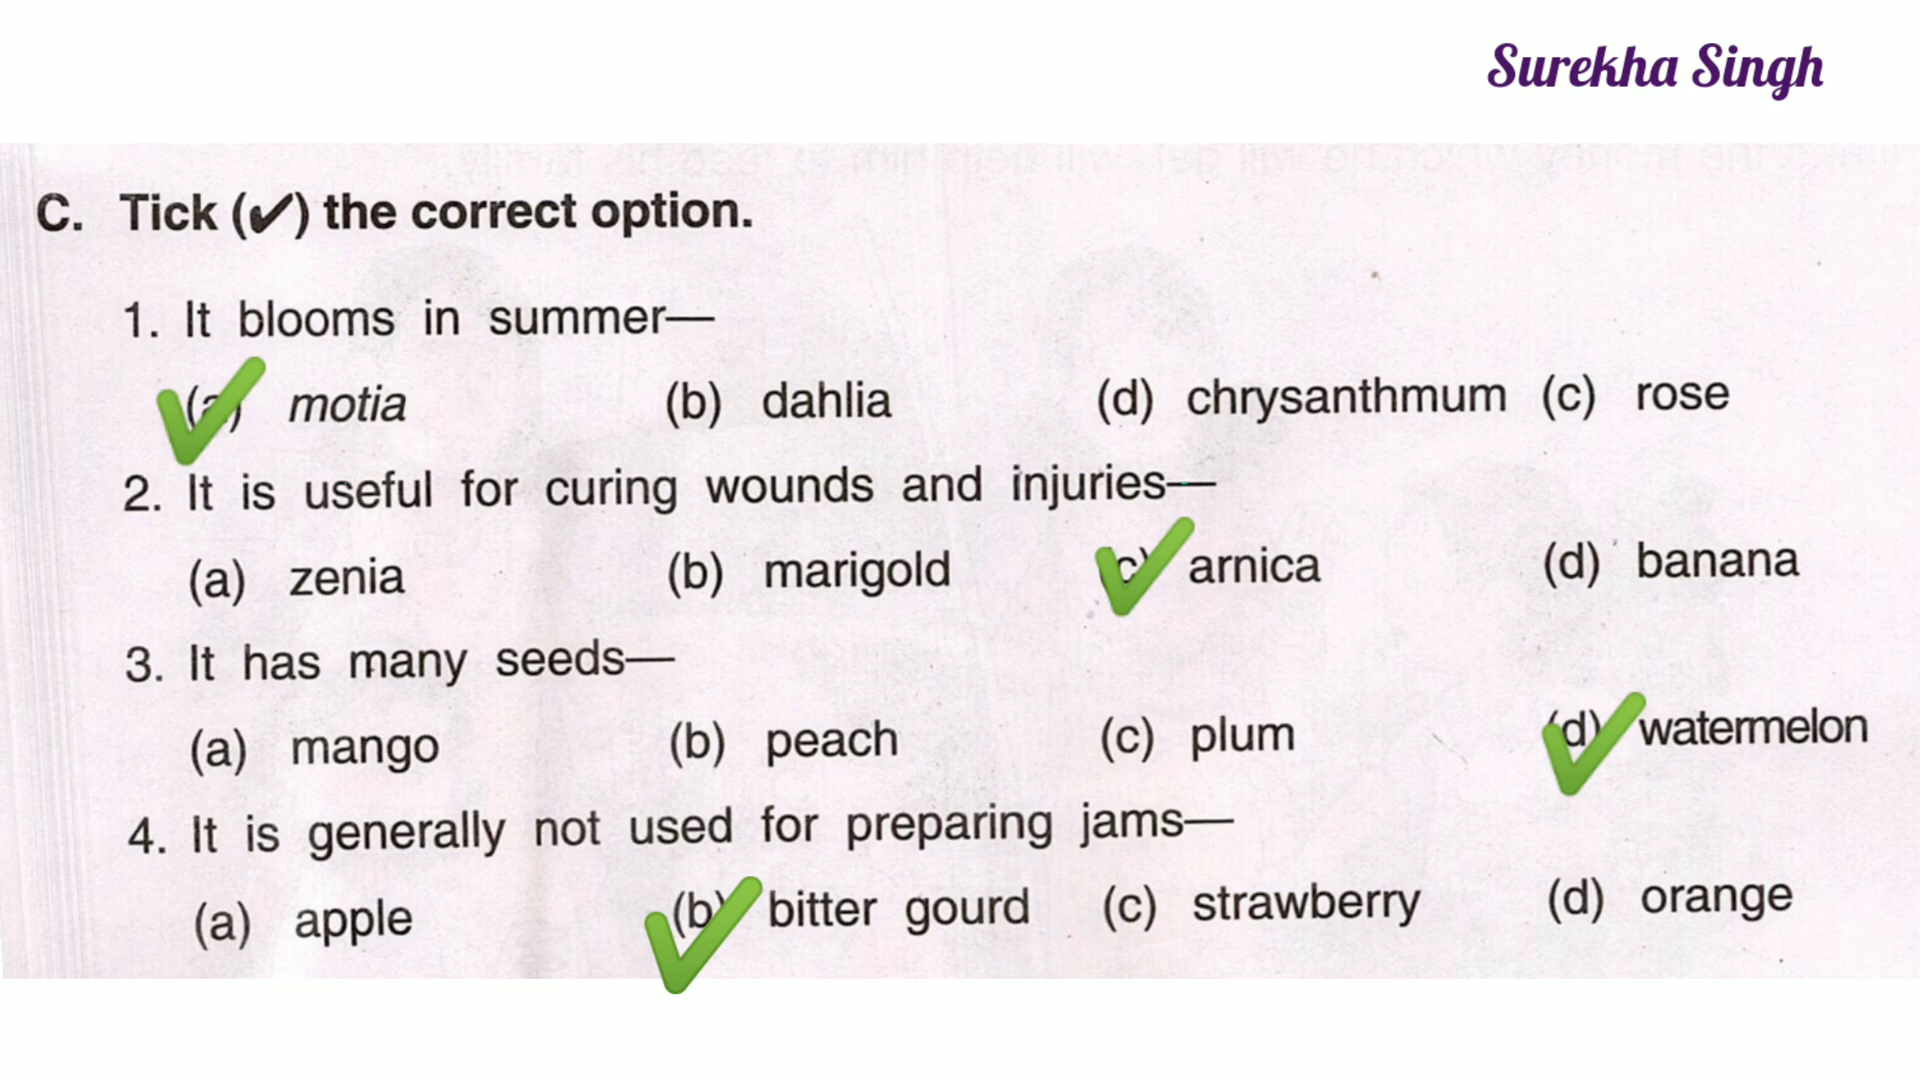 Surekha Singh
C. Tick (✔) the correct option.
1. It blooms in summer—
(a) motia (b) dahlia (d) chrysanthmum (c) rose
2. It is useful for curing wounds and injuries—
(a) zenia (b) marigold (c) arnica (d) banana
3. It has many seeds—
(a) mango (b) peach (c) plum (d) watermelon
4. It is generally not used for preparing jams—
(a) apple (b) bitter gourd (c) strawberry (d) orange